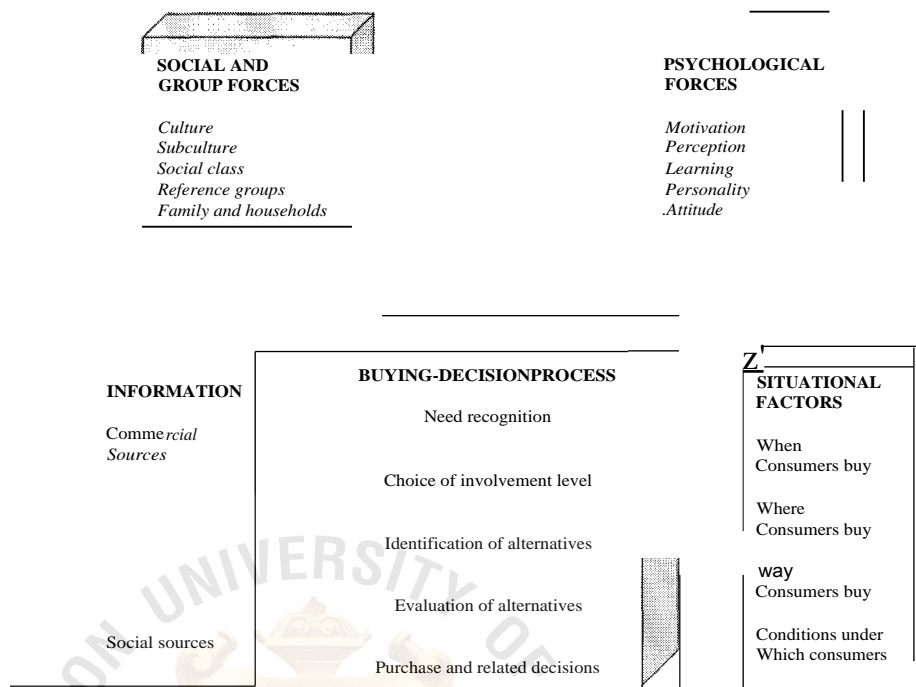 SOCIAL AND
GROUP FORCES
Culture
Subculture
Social class
Reference groups
Family and households
PSYCHOLOGICAL
FORCES
Motivation
Perception
Learning
Personality
.Attitude
INFORMATION
Commercial
Sources
Social sources
BUYING-DECISIONPROCESS
Need recognition
Choice of involvement level
Identification of alternatives
Evaluation of alternatives
Purchase and related decisions
Z'
SITUATIONAL
FACTORS
When
Consumers buy
Where
Consumers buy
way
Consumers buy
Conditions under
Which consumers
UNIVERSITY OF